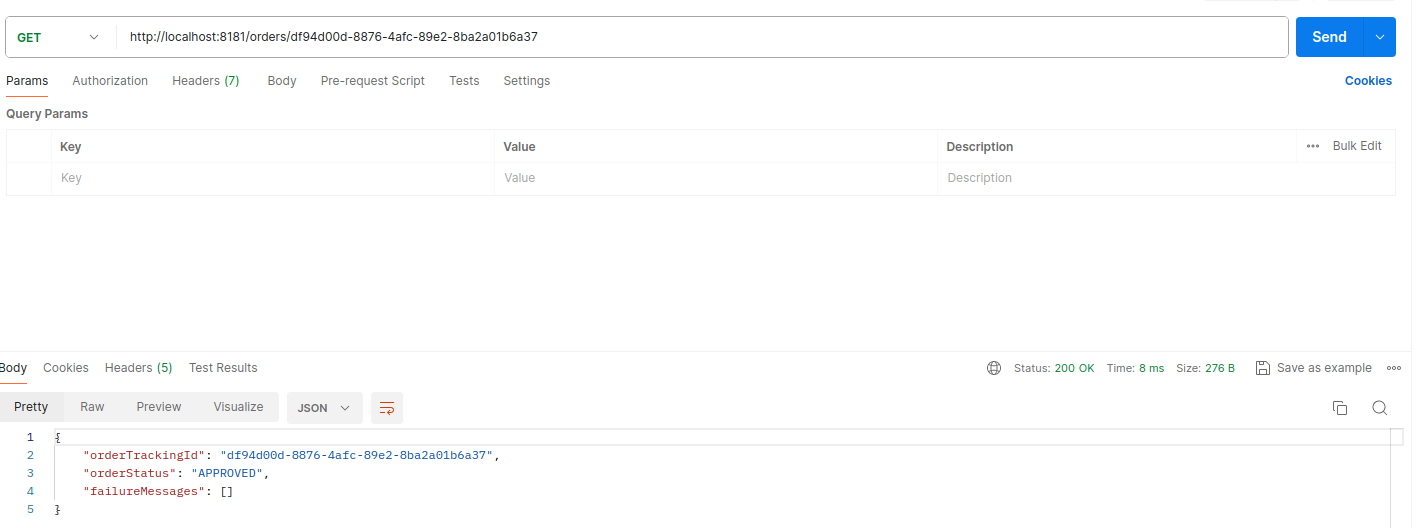 GET http://localhost:8181/orders/df94d00d-8876-4afc-89e2-8ba2a01b6a37 Send
Params Authorization Headers (7) Body Pre-request Script Tests Settings Cookies
Query Params
Key Value Description ••• Bulk Edit
Key Value Description
Body Cookies Headers (5) Test Results Status: 200 OK Time: 8 ms Size: 276 B Save as example
Pretty Raw Preview Visualize JSON
1 {
2 "orderTrackingId": "df94d00d-8876-4afc-89e2-8ba2a01b6a37",
3 "orderStatus": "APPROVED",
4 "failureMessages": []
5 }